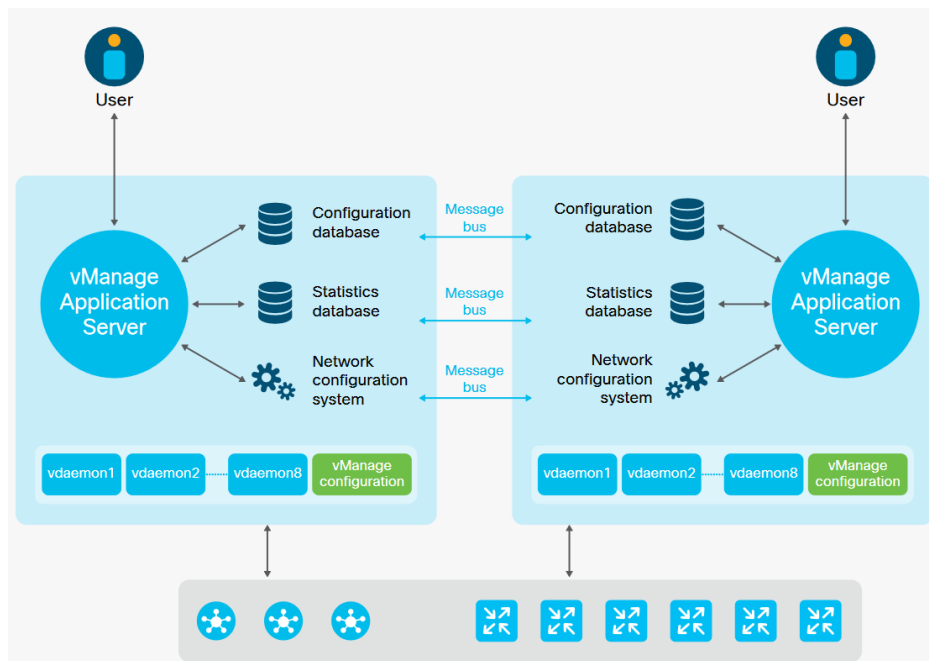 User
User
Configuration
database
Message
bus
Configuration
database
vManage
Application
Server
Statistics
database
Message
bus
Statistics
database
vManage
Application
Server
Network
configuration
system
Message
bus
Network
configuration
system
vdaemon1
vdaemon2
vdaemon8
vManage
configuration
vdaemon1
vdaemon2
vdaemon8
vManage
configuration